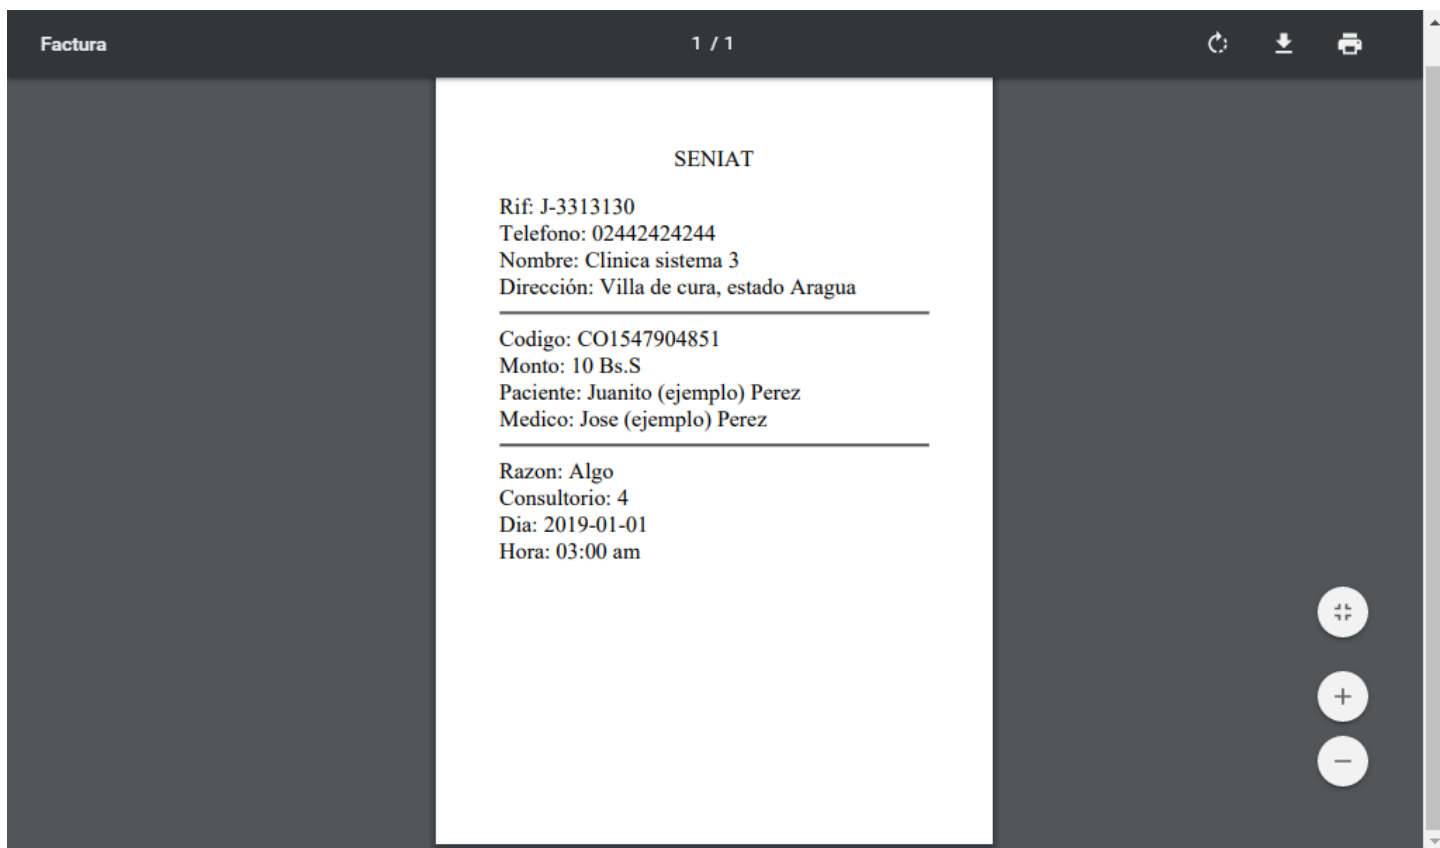 Factura
1 / 1
SENIAT
Rif: J-3313130
Telefono: 02442424244
Nombre: Clinica sistema 3
Dirección: Villa de cura, estado Aragua
Codigo: CO1547904851
Monto: 10 Bs.S
Paciente: Juanito (ejemplo) Perez
Medico: Jose (ejemplo) Perez
Razon: Algo
Consultorio: 4
Dia: 2019-01-01
Hora: 03:00 am